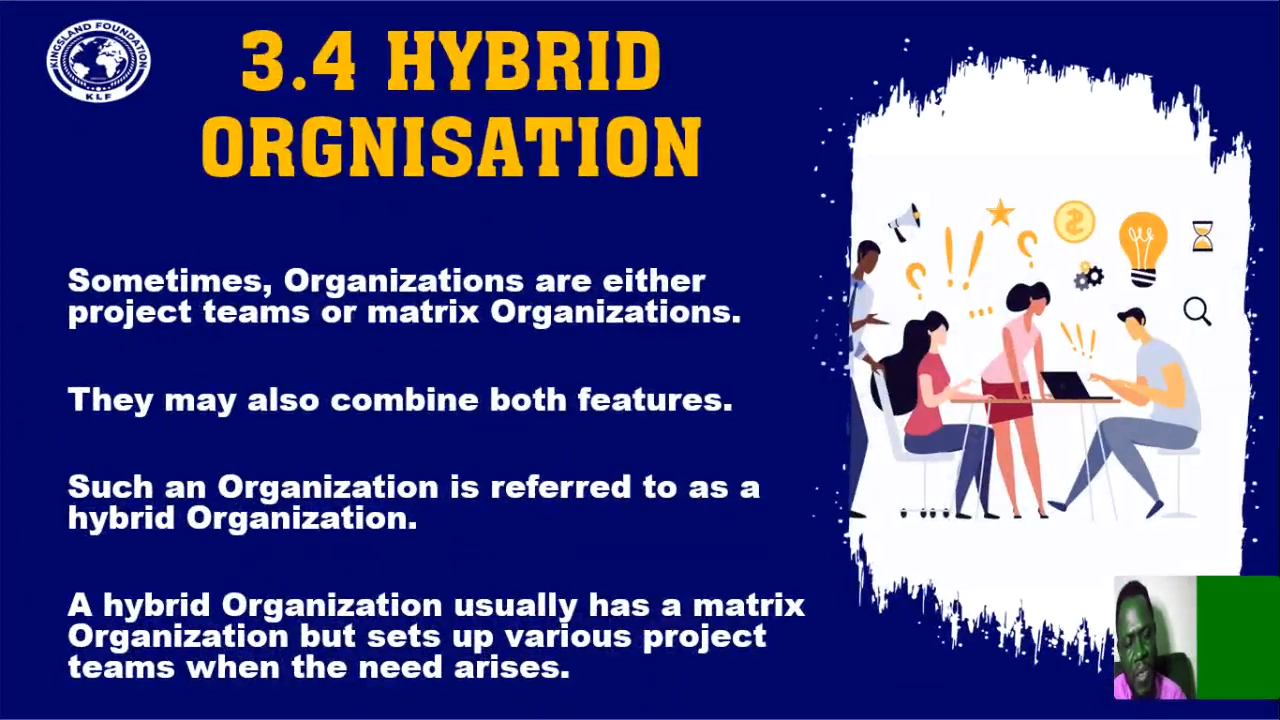 KINGSLAND FOUNDATION
KLF
3.4 HYBRID
ORGNISATION
Sometimes, Organizations are either
project teams or matrix Organizations.
They may also combine both features.
Such an Organization is referred to as a
hybrid Organization.
A hybrid Organization usually has a matrix
Organization but sets up various project
teams when the need arises.